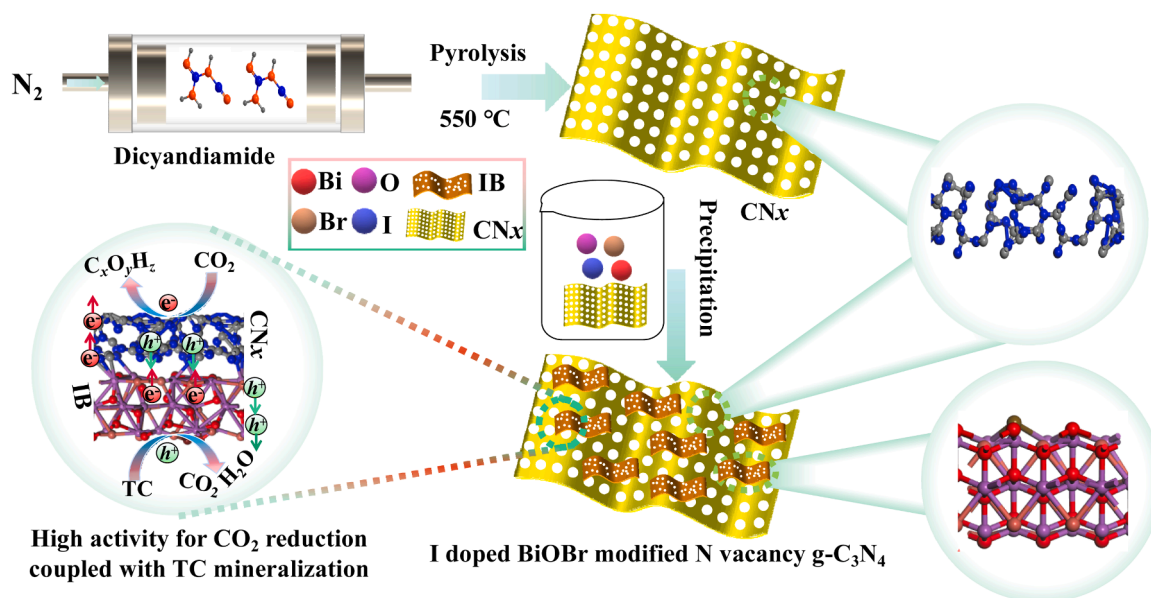 N₂
Dicyandiamide
Pyrolysis
550 °C
CNx
Bi
O
IB
Br
I
CNx
Precipitation
CₓOᵧH_z
CO₂
e⁻
CNx
e⁻
h⁺
h⁺
e⁻
IB
e⁻
e⁻
h⁺
h⁺
h⁺
TC
CO₂
H₂O
High activity for CO₂ reduction
coupled with TC mineralization
I doped BiOBr modified N vacancy g-C₃N₄